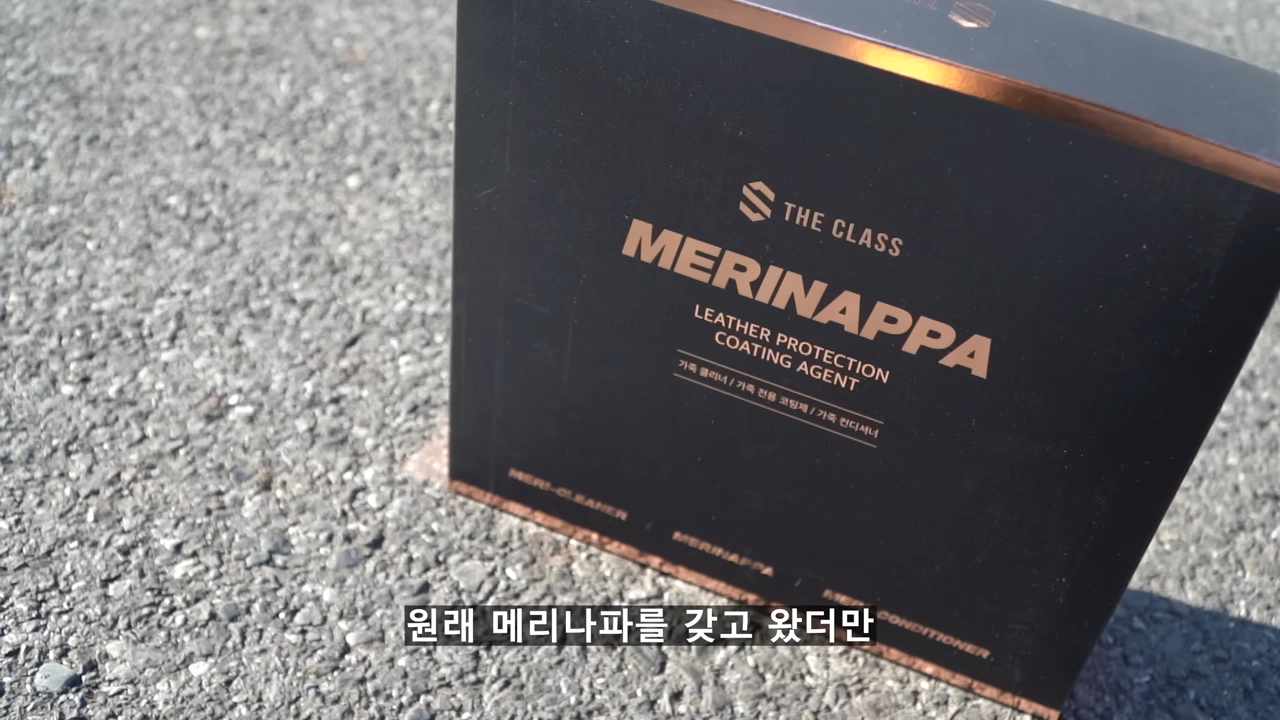 THE CLASS
MERINAPPA
LEATHER PROTECTION
COATING AGENT
가죽 클리너 / 가죽 전용 코팅제 / 가죽 컨디셔너
MERI-CLEANER
MERINAPPA
MERI-CONDITIONER
원래 메리나파를 갖고 왔더만